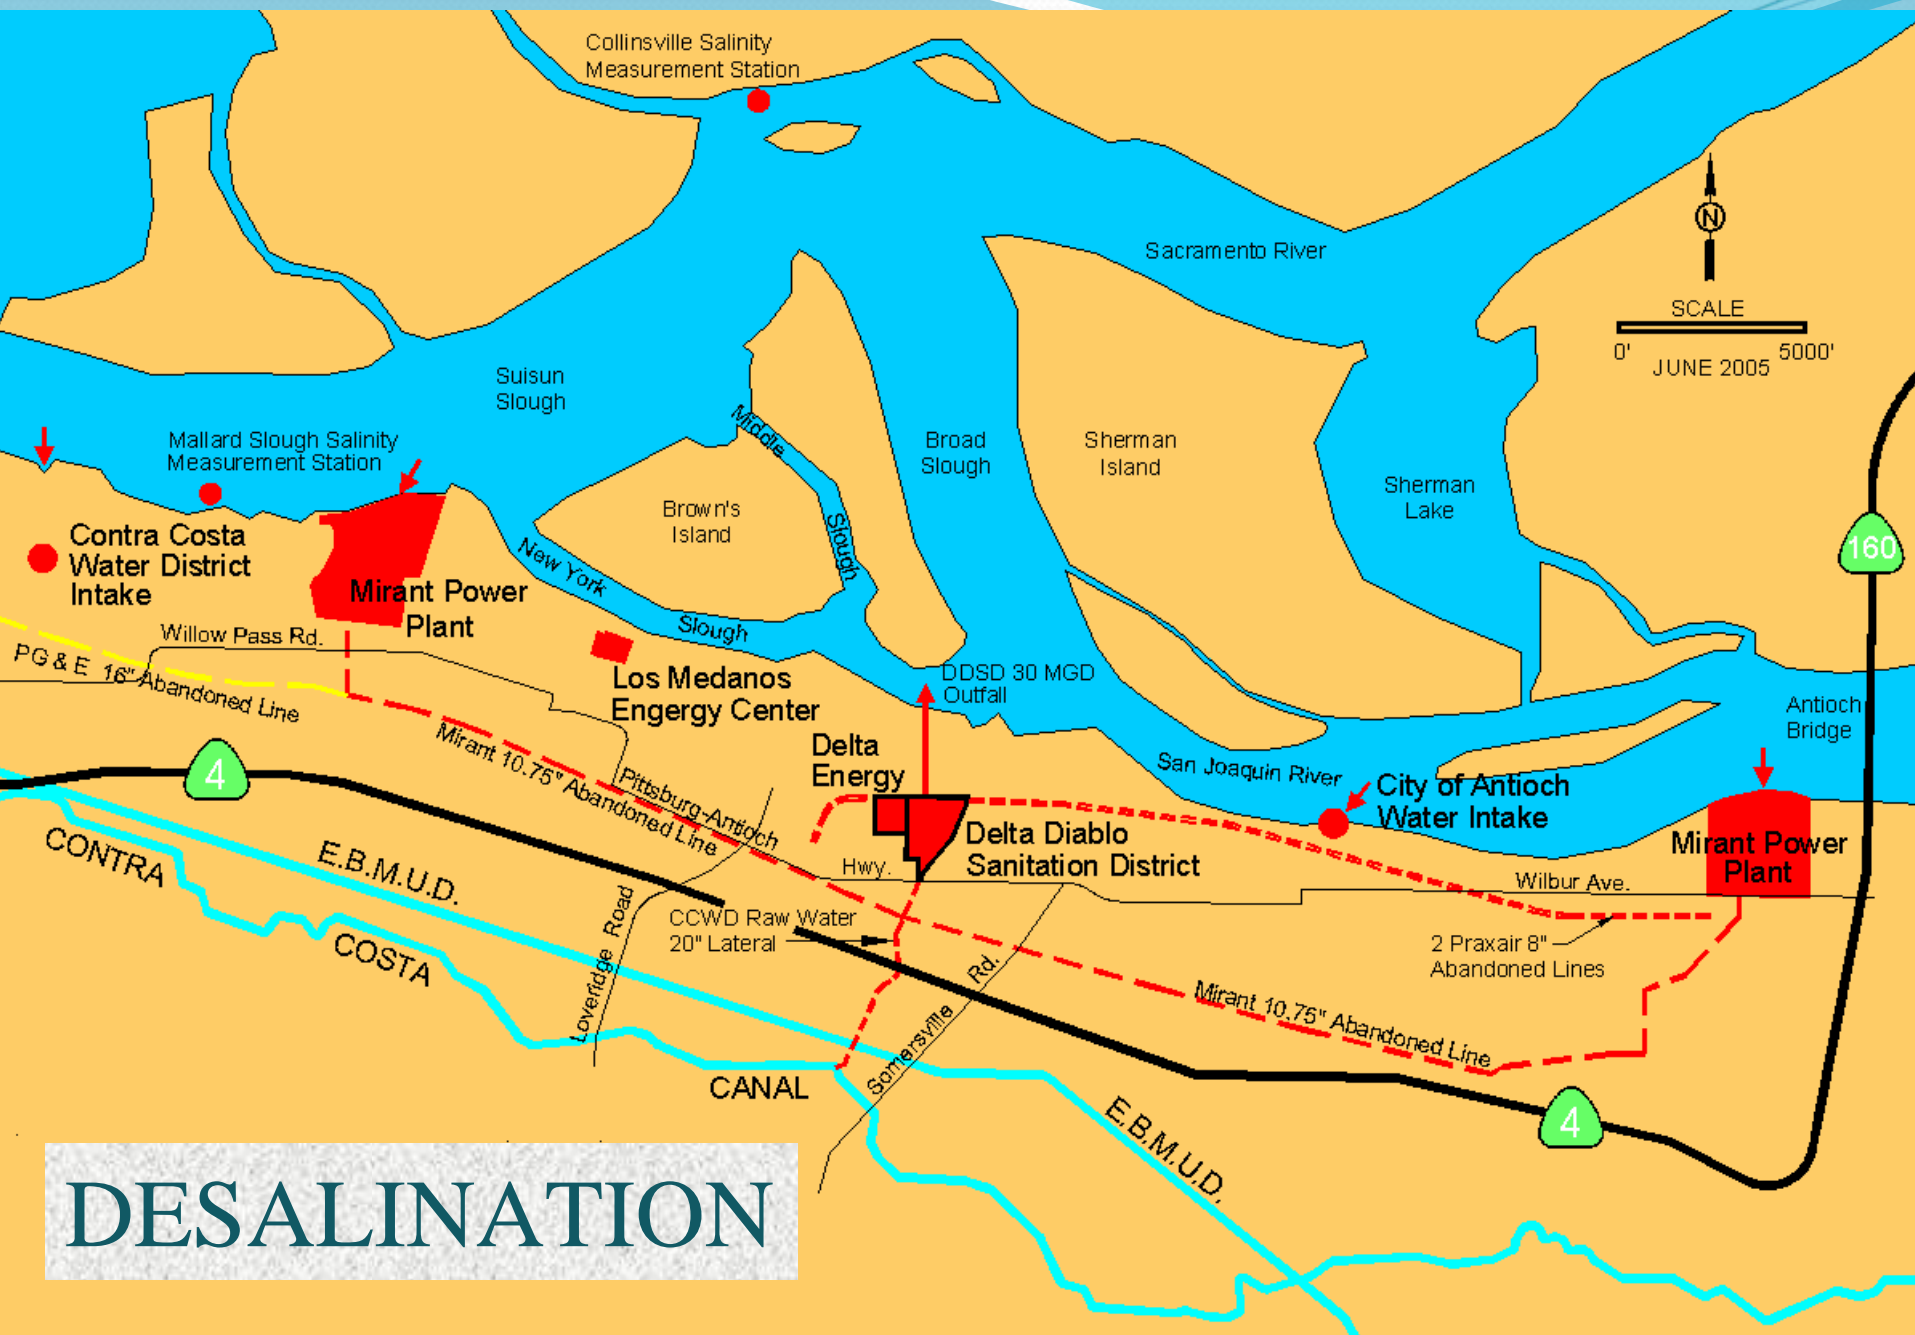 Collinsville Salinity
Measurement Station
N
Sacramento River
SCALE
0' 5000'
JUNE 2005
Suisun
Slough
Mallard Slough Salinity
Measurement Station
Middle
Slough
Broad
Slough
Sherman
Island
Sherman
Lake
Brown's
Island
160
Contra Costa
Water District
Intake
Mirant Power
Plant
New York
Slough
Willow Pass Rd.
PG & E 16" Abandoned Line
Los Medanos
Engergy Center
DDSD 30 MGD
Outfall
Antioch
Bridge
Delta
Energy
San Joaquin River
City of Antioch
Water Intake
Mirant 10.75" Abandoned Line
Pittsburg-Antioch
Hwy.
4
Delta Diablo
Sanitation District
Mirant Power
Plant
Wilbur Ave.
CONTRA
E.B.M.U.D.
COSTA
Loveridge Road
CCWD Raw Water
20" Lateral
2 Praxair 8"
Abandoned Lines
Somersville Rd.
Mirant 10.75" Abandoned Line
CANAL
E.B.M.U.D.
4
DESALINATION